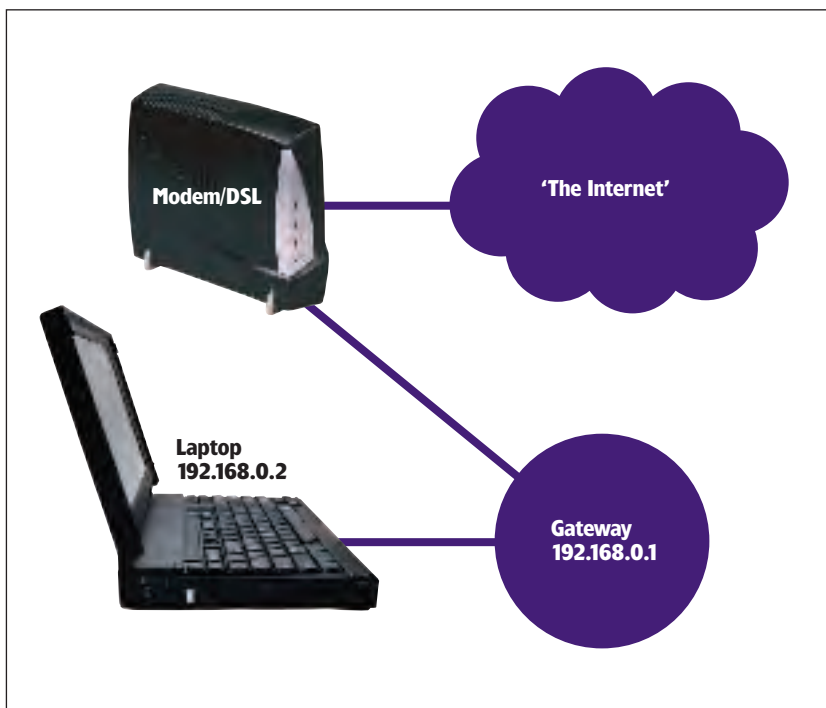 Modem/DSL
‘The Internet’
Laptop
192.168.0.2
Gateway
192.168.0.1